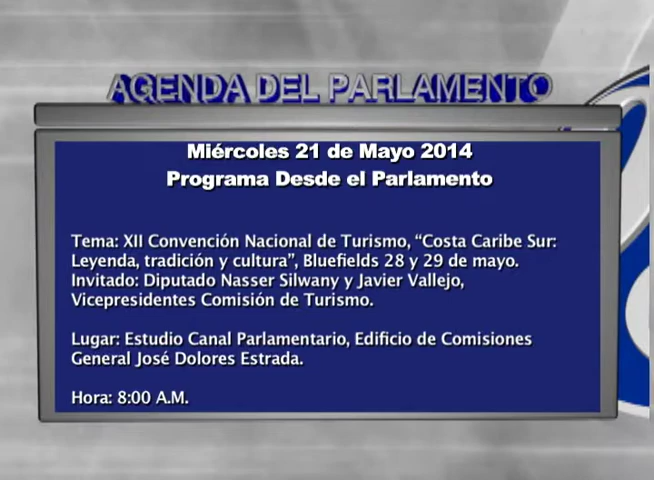 AGENDA DEL PARLAMENTO
Miércoles 21 de Mayo 2014
Programa Desde el Parlamento
Tema: XII Convención Nacional de Turismo, “Costa Caribe Sur:
Leyenda, tradición y cultura”, Bluefields 28 y 29 de mayo.
Invitado: Diputado Nasser Silwany y Javier Vallejo,
Vicepresidentes Comisión de Turismo.
Lugar: Estudio Canal Parlamentario, Edificio de Comisiones
General José Dolores Estrada.
Hora: 8:00 A.M.